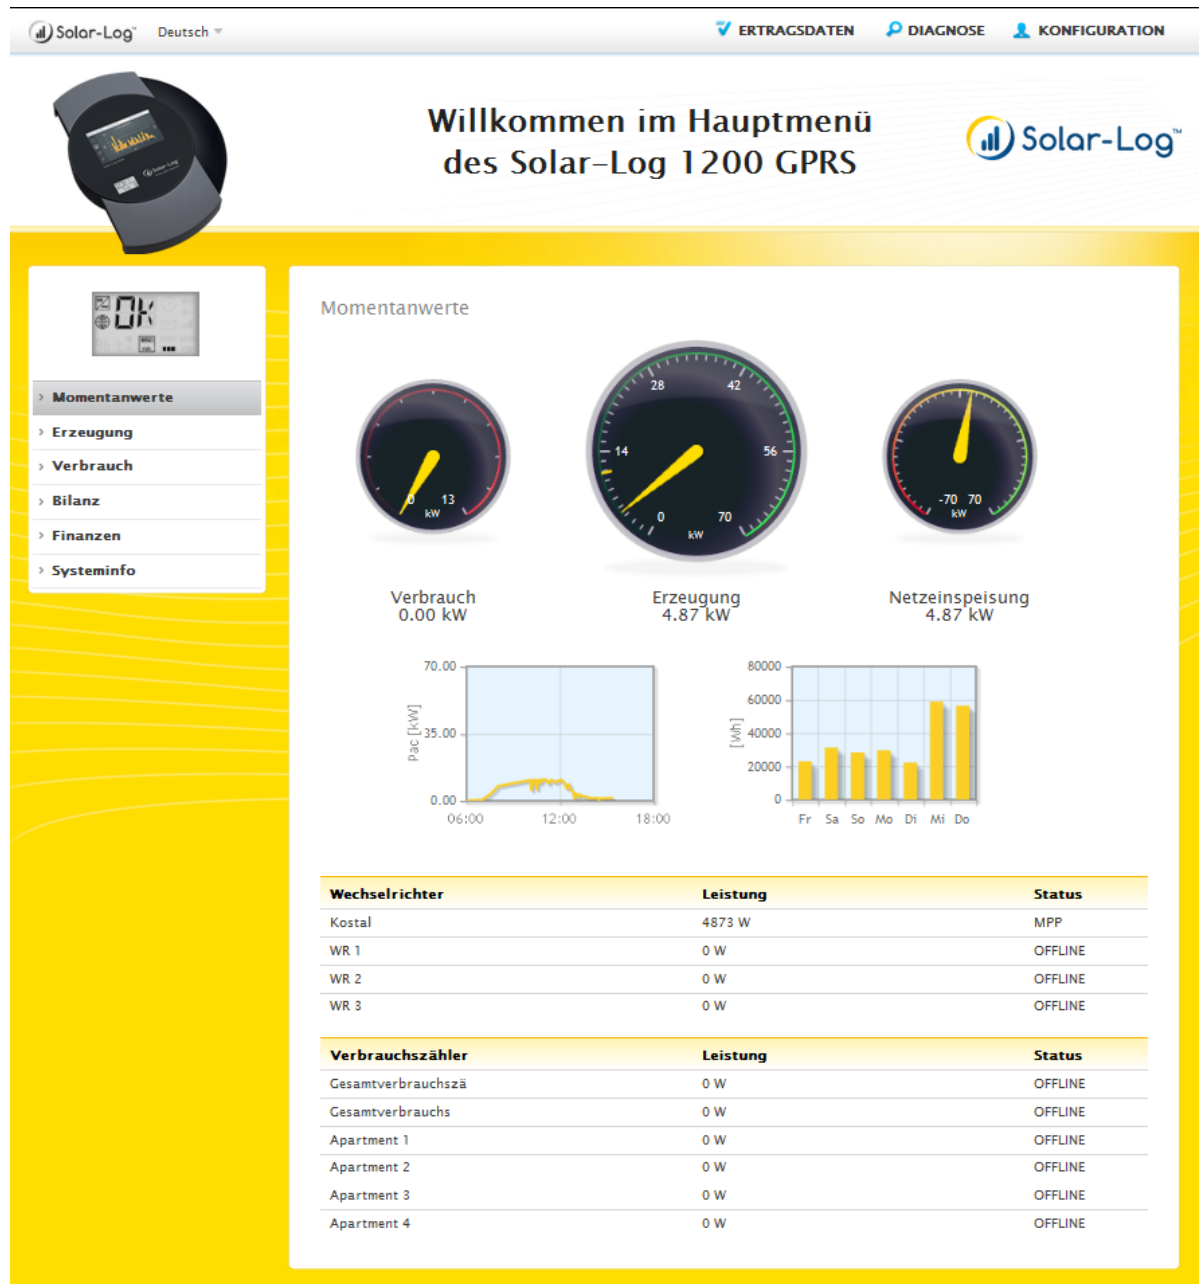 Solar-Log™ Deutsch ERTRAGSDATEN DIAGNOSE KONFIGURATION
Willkommen im Hauptmenü
des Solar-Log 1200 GPRS
Solar-Log™
OK
Momentanwerte
Erzeugung
Verbrauch
Bilanz
Finanzen
Systeminfo
Momentanwerte
0 13
kW
28 42
14 56
0 70
kW
-70 70
kW
Verbrauch
0.00 kW
Erzeugung
4.87 kW
Netzeinspeisung
4.87 kW
70.00
35.00
0.00
Pac [kW]
06:00 12:00 18:00
80000
60000
40000
20000
0
[Wh]
Fr Sa So Mo Di Mi Do
Wechselrichter Leistung Status
Kostal 4873 W MPP
WR 1 0 W OFFLINE
WR 2 0 W OFFLINE
WR 3 0 W OFFLINE
Verbrauchszähler Leistung Status
Gesamtverbrauchszä 0 W OFFLINE
Gesamtverbrauchs 0 W OFFLINE
Apartment 1 0 W OFFLINE
Apartment 2 0 W OFFLINE
Apartment 3 0 W OFFLINE
Apartment 4 0 W OFFLINE